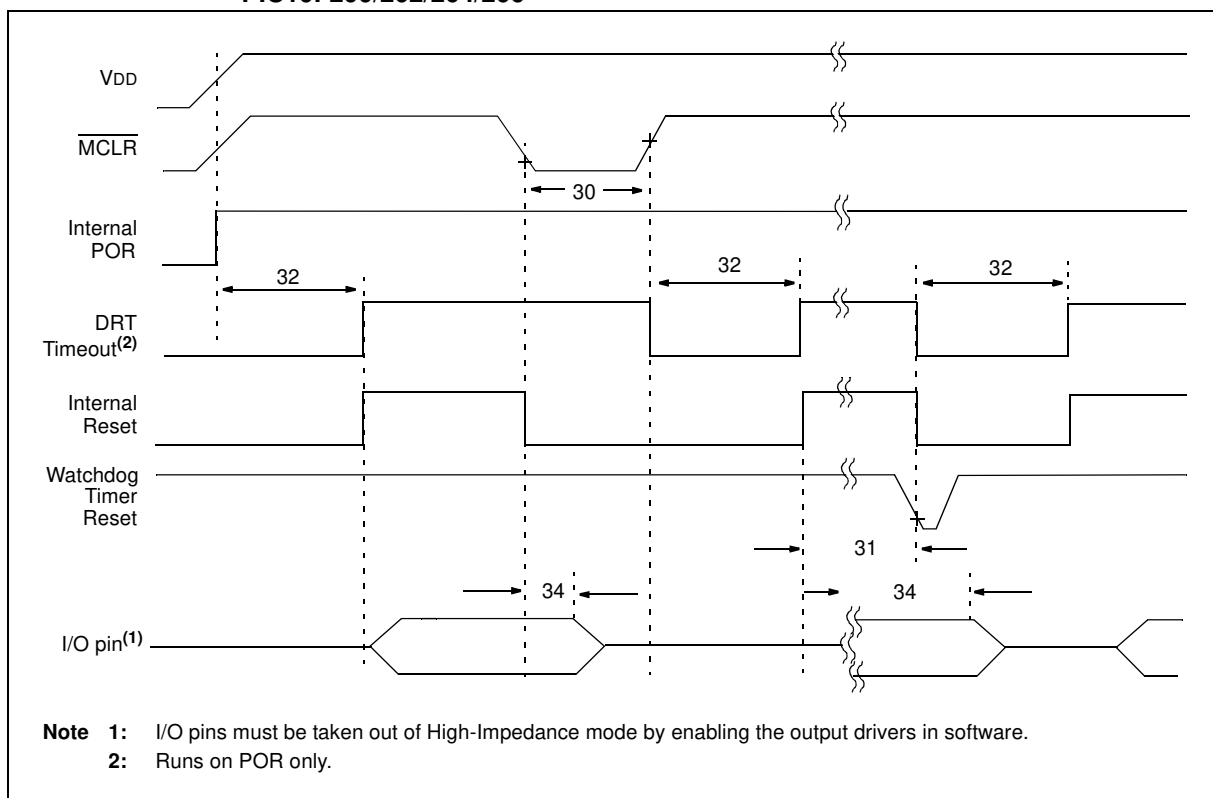 VDD
MCLR
30
Internal
POR
32
32
32
DRT
Timeout(2)
Internal
Reset
Watchdog
Timer
Reset
31
34
34
I/O pin(1)
Note 1: I/O pins must be taken out of High-Impedance mode by enabling the output drivers in software.
2: Runs on POR only.